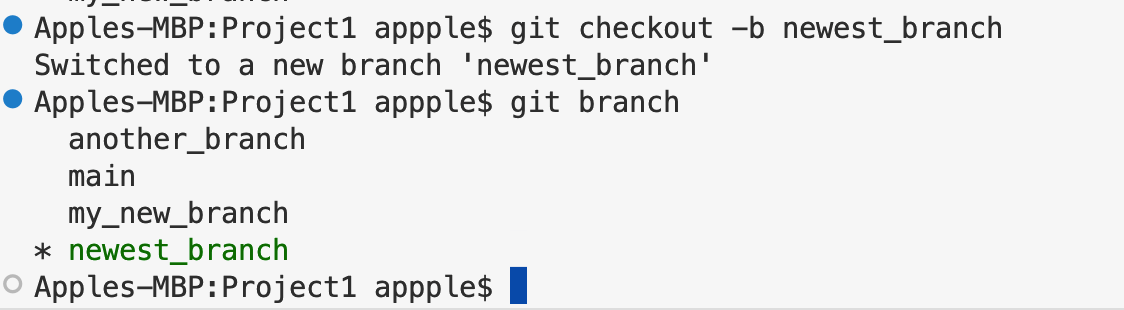 my_new_branch
Apples-MBP:Project1 appple$ git checkout -b newest_branch
Switched to a new branch 'newest_branch'
Apples-MBP:Project1 appple$ git branch
  another_branch
  main
  my_new_branch
* newest_branch
Apples-MBP:Project1 appple$